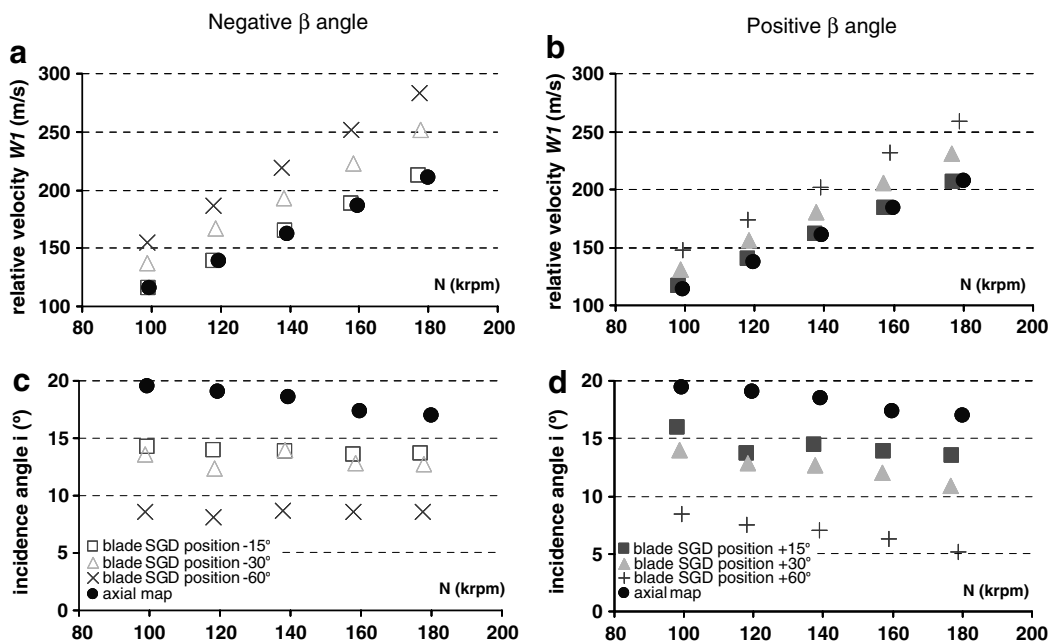 Negative β angle
Positive β angle
a
b
relative velocity W1 (m/s)
300
250
200
150
100
N (krpm)
80 100 120 140 160 180 200
relative velocity W1 (m/s)
300
250
200
150
100
N (krpm)
80 100 120 140 160 180 200
c
d
incidence angle i (°)
20
15
10
5
0
blade SGD position -15°
blade SGD position -30°
blade SGD position -60°
axial map
N (krpm)
80 100 120 140 160 180 200
incidence angle i (°)
20
15
10
5
0
blade SGD position +15°
blade SGD position +30°
blade SGD position +60°
axial map
N (krpm)
80 100 120 140 160 180 200